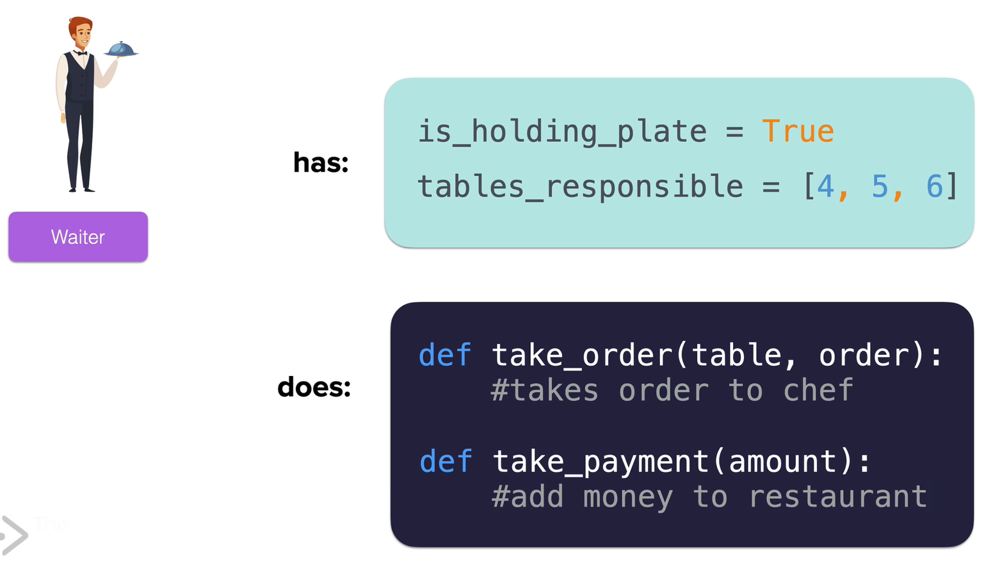 Waiter
has:
is_holding_plate = True
tables_responsible = [4, 5, 6]
does:
def take_order(table, order):
#takes order to chef
def take_payment(amount):
#add money to restaurant
The